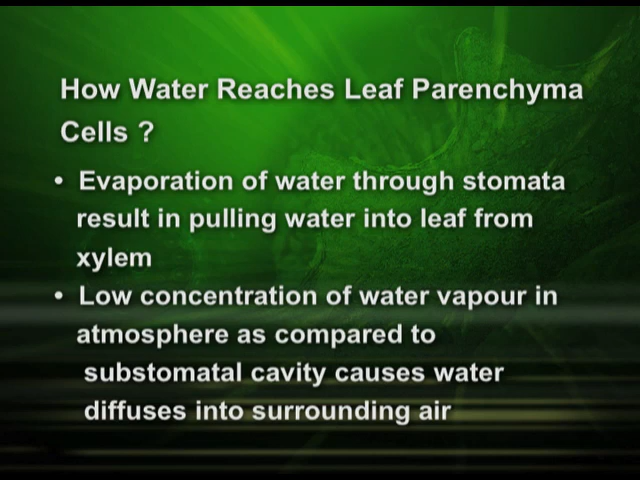 How Water Reaches Leaf Parenchyma
Cells ?
• Evaporation of water through stomata
result in pulling water into leaf from
xylem
• Low concentration of water vapour in
atmosphere as compared to
substomatal cavity causes water
diffuses into surrounding air